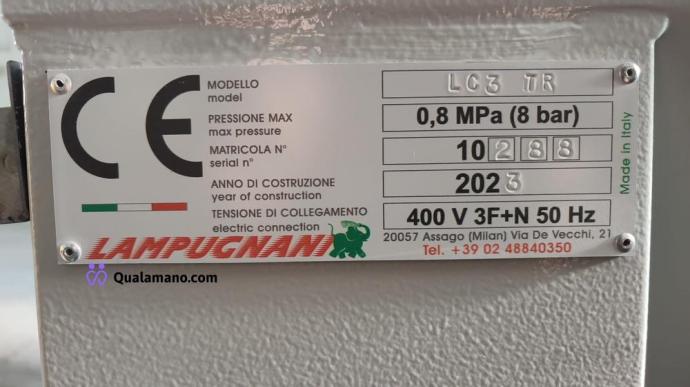 CE
MODELLO
model
LC3 TR
PRESSIONE MAX
max pressure
0,8 MPa (8 bar)
MATRICOLA N°
serial n°
10 288
ANNO DI COSTRUZIONE
year of construction
2023
TENSIONE DI COLLEGAMENTO
electric connection
400 V 3F+N 50 Hz
Made in Italy
LAMPUGNANI
20057 Assago (Milan) Via De Vecchi, 21
Tel. +39 02 48840350
Qualamano.com